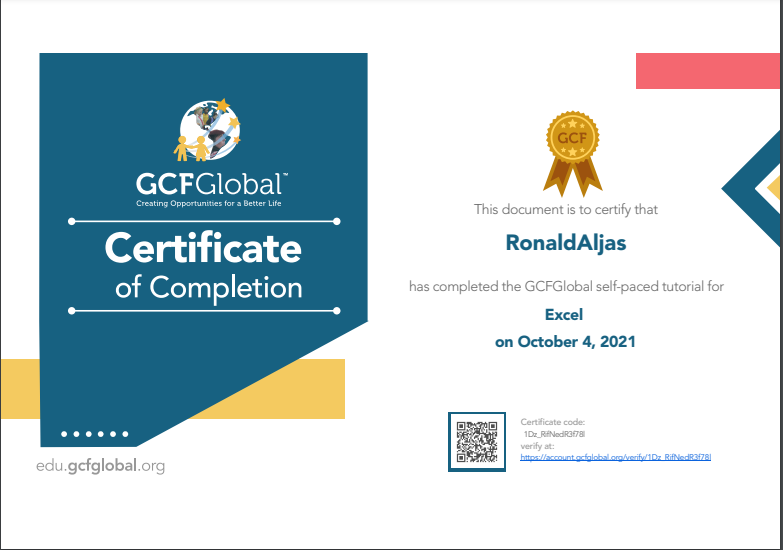 GCFGlobal™
Creating Opportunities for a Better Life
Certificate
of Completion
edu.gcfglobal.org
GCF
This document is to certify that
RonaldAljas
has completed the GCFGlobal self-paced tutorial for
Excel
on October 4, 2021
Certificate code:
1Dz_RifNedR3f78l
verify at:
https://account.gcfglobal.org/verify/1Dz_RifNedR3f78l